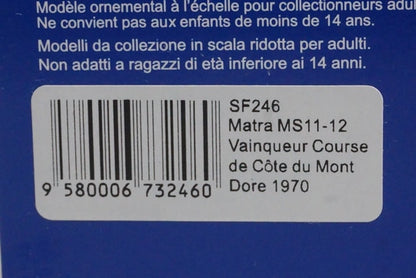 Modèle ornemental à l'échelle pour collectionneurs adul
Ne convient pas aux enfants de moins de 14 ans.
Modelli da collezione in scala ridotta per adulti.
Non adatti a ragazzi di età inferiore ai 14 anni.
SF246
Matra MS11-12
Vainqueur Course
de Côte du Mont
Dore 1970
9 580006 732460